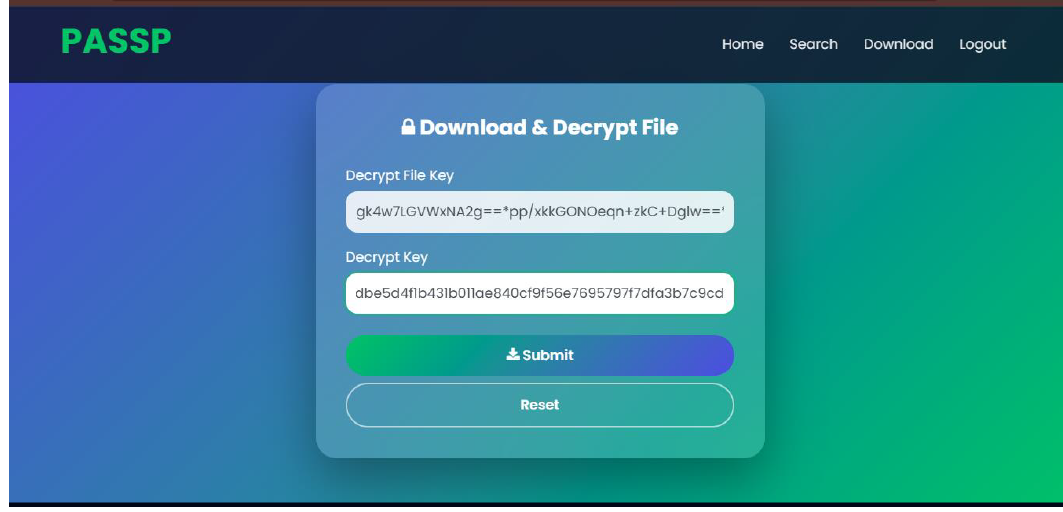 PASSP
Home Search Download Logout
Download & Decrypt File
Decrypt File Key
gk4w7LGVWxNA2g==*pp/xkkGONOeqn+zkC+Dglw==*
Decrypt Key
dbe5d4f1b431b011ae840cf9f56e7695797f7dfa3b7c9cd
Submit
Reset